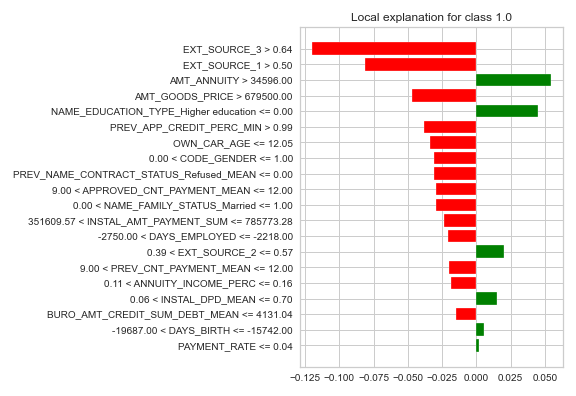 Local explanation for class 1.0
EXT_SOURCE_3 > 0.64
EXT_SOURCE_1 > 0.50
AMT_ANNUITY > 34596.00
AMT_GOODS_PRICE > 679500.00
NAME_EDUCATION_TYPE_Higher education <= 0.00
PREV_APP_CREDIT_PERC_MIN > 0.99
OWN_CAR_AGE <= 12.05
0.00 < CODE_GENDER <= 1.00
PREV_NAME_CONTRACT_STATUS_Refused_MEAN <= 0.00
9.00 < APPROVED_CNT_PAYMENT_MEAN <= 12.00
0.00 < NAME_FAMILY_STATUS_Married <= 1.00
351609.57 < INSTAL_AMT_PAYMENT_SUM <= 785773.28
-2750.00 < DAYS_EMPLOYED <= -2218.00
0.39 < EXT_SOURCE_2 <= 0.57
9.00 < PREV_CNT_PAYMENT_MEAN <= 12.00
0.11 < ANNUITY_INCOME_PERC <= 0.16
0.06 < INSTAL_DPD_MEAN <= 0.70
BURO_AMT_CREDIT_SUM_DEBT_MEAN <= 4131.04
-19687.00 < DAYS_BIRTH <= -15742.04
PAYMENT_RATE <= 0.04
−0.125 −0.100 −0.075 −0.050 −0.025 0.000 0.025 0.050